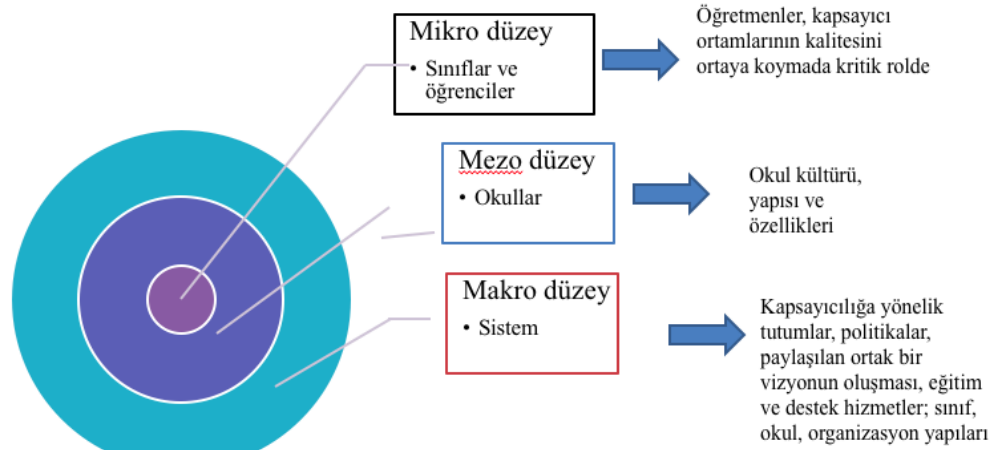 Mikro düzey
• Sınıflar ve
öğrenciler
Öğretmenler, kapsayıcı
ortamlarının kalitesini
ortaya koymada kritik rolde
Mezo düzey
• Okullar
Okul kültürü,
yapısı ve
özellikleri
Makro düzey
• Sistem
Kapsayıcılığa yönelik
tutumlar, politikalar,
paylaşılan ortak bir
vizyonun oluşması, eğitim
ve destek hizmetler; sınıf,
okul, organizasyon yapıları